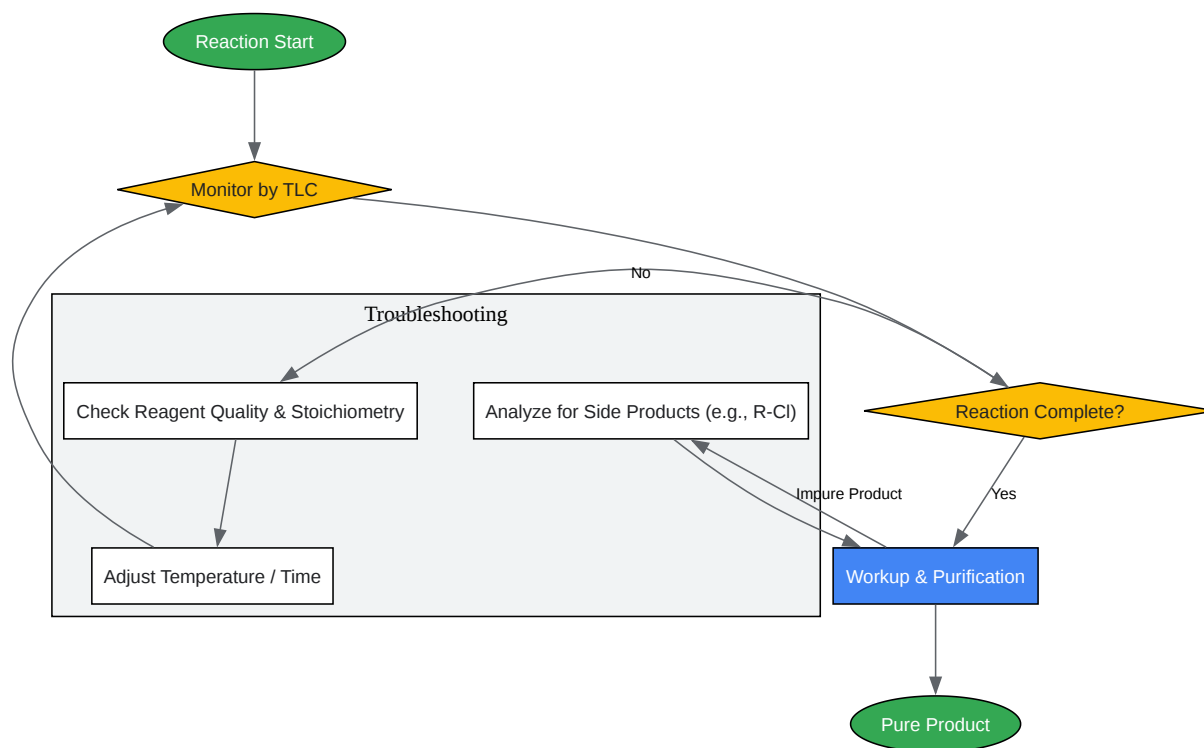 Reaction Start
Monitor by TLC
No
Troubleshooting
Check Reagent Quality & Stoichiometry
Analyze for Side Products (e.g., R-Cl)
Reaction Complete?
Impure Product
Yes
Adjust Temperature / Time
Workup & Purification
Pure Product